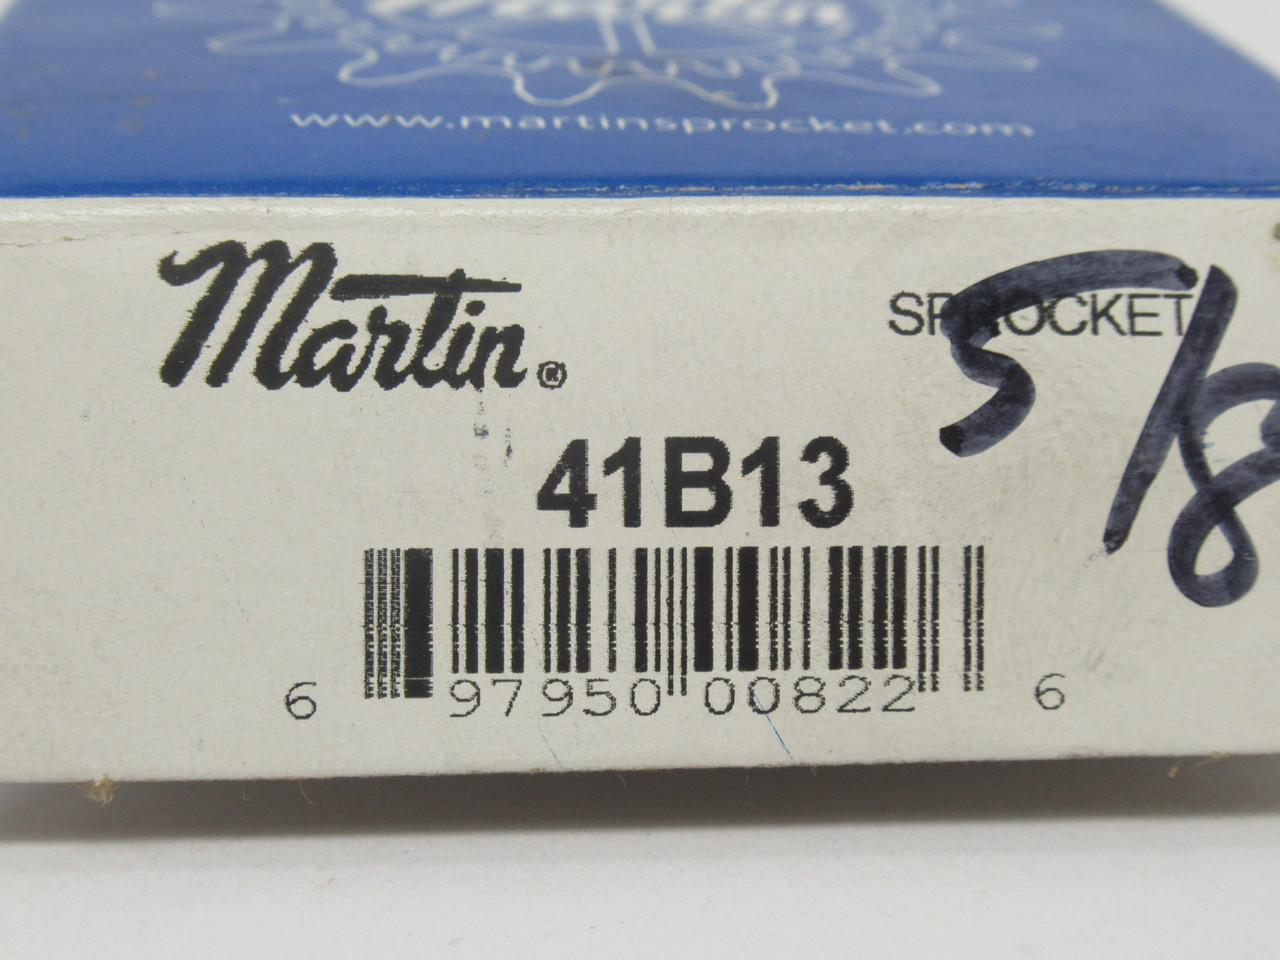 www.martinsprocket.com
Martin®
SPROCKET
5/8
41B13
6 97950 00822 6